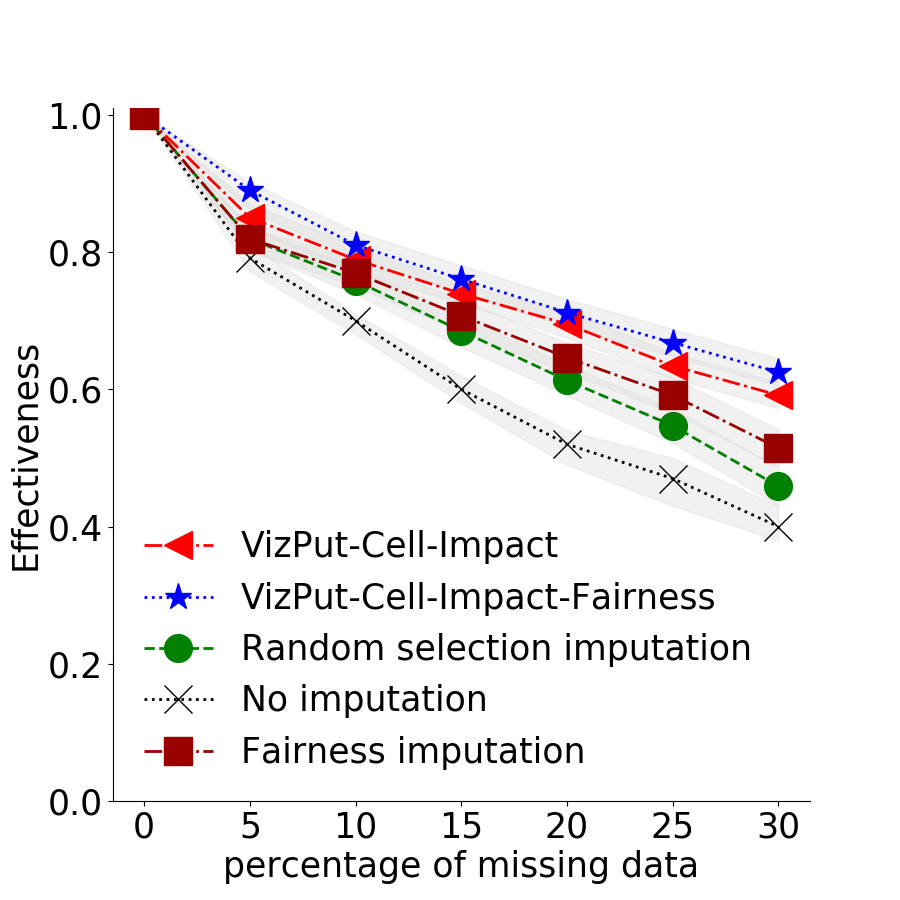 1.0
0.8
0.6
0.4
0.2
0.0
Effectiveness
VizPut-Cell-Impact
VizPut-Cell-Impact-Fairness
Random selection imputation
No imputation
Fairness imputation
0 5 10 15 20 25 30
percentage of missing data